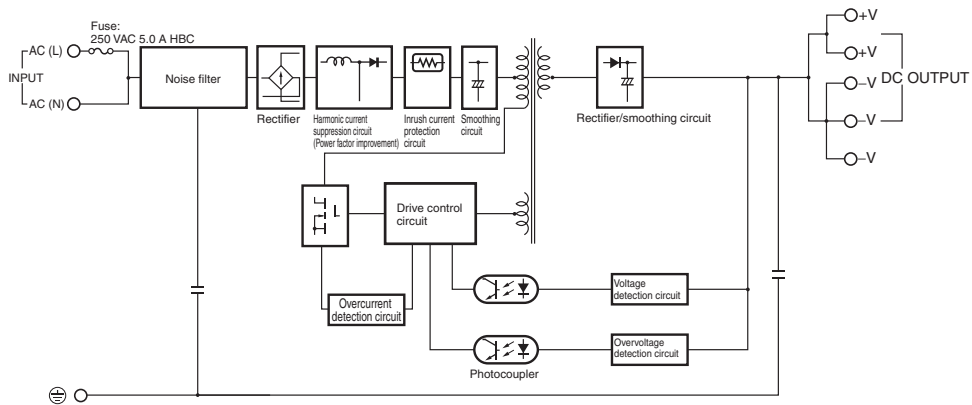 Fuse:
250 VAC 5.0 A HBC
AC (L)
INPUT
AC (N)
Noise filter
Rectifier
Harmonic current
suppression circuit
(Power factor improvement)
Inrush current
protection
circuit
Smoothing
circuit
Rectifier/smoothing circuit
+V
+V
–V
–V
–V
DC OUTPUT
Drive control
circuit
Overcurrent
detection circuit
Voltage
detection circuit
Overvoltage
detection circuit
Photocoupler